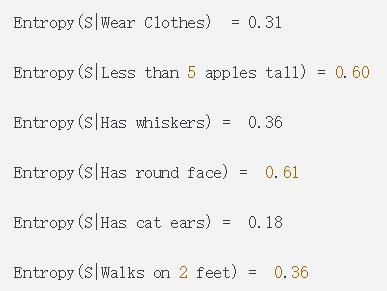 Entropy(S|Wear Clothes)  = 0.31
Entropy(S|Less than 5 apples tall) = 0.60
Entropy(S|Has whiskers) =  0.36
Entropy(S|Has round face) =  0.61
Entropy(S|Has cat ears) =  0.18
Entropy(S|Walks on 2 feet) =  0.36